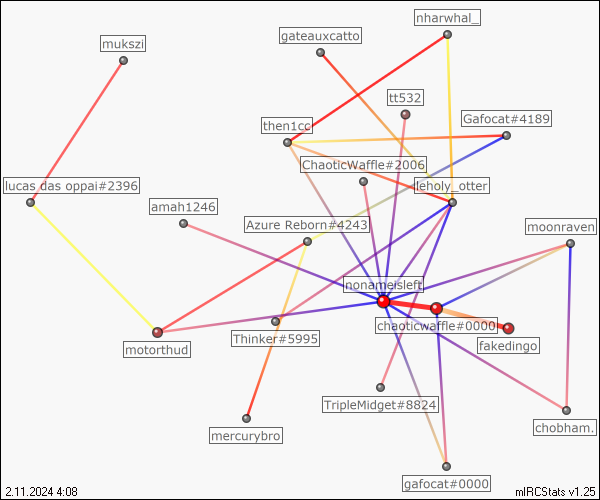 nharwhal_
gateauxcatto
mukszi
tt532
Gafocat#4189
then1cc
ChaoticWaffle#2006
lucas das oppai#2396
leholy_otter
amah1246
Azure Reborn#4243
moonraven
nonameisleft
chaoticwaffle#0000
Thinker#5995
motorthud
fakedingo
TripleMidget#8824
chobham.
mercurybro
gafocat#0000
2.11.2024 4:08
mIRCStats v1.25